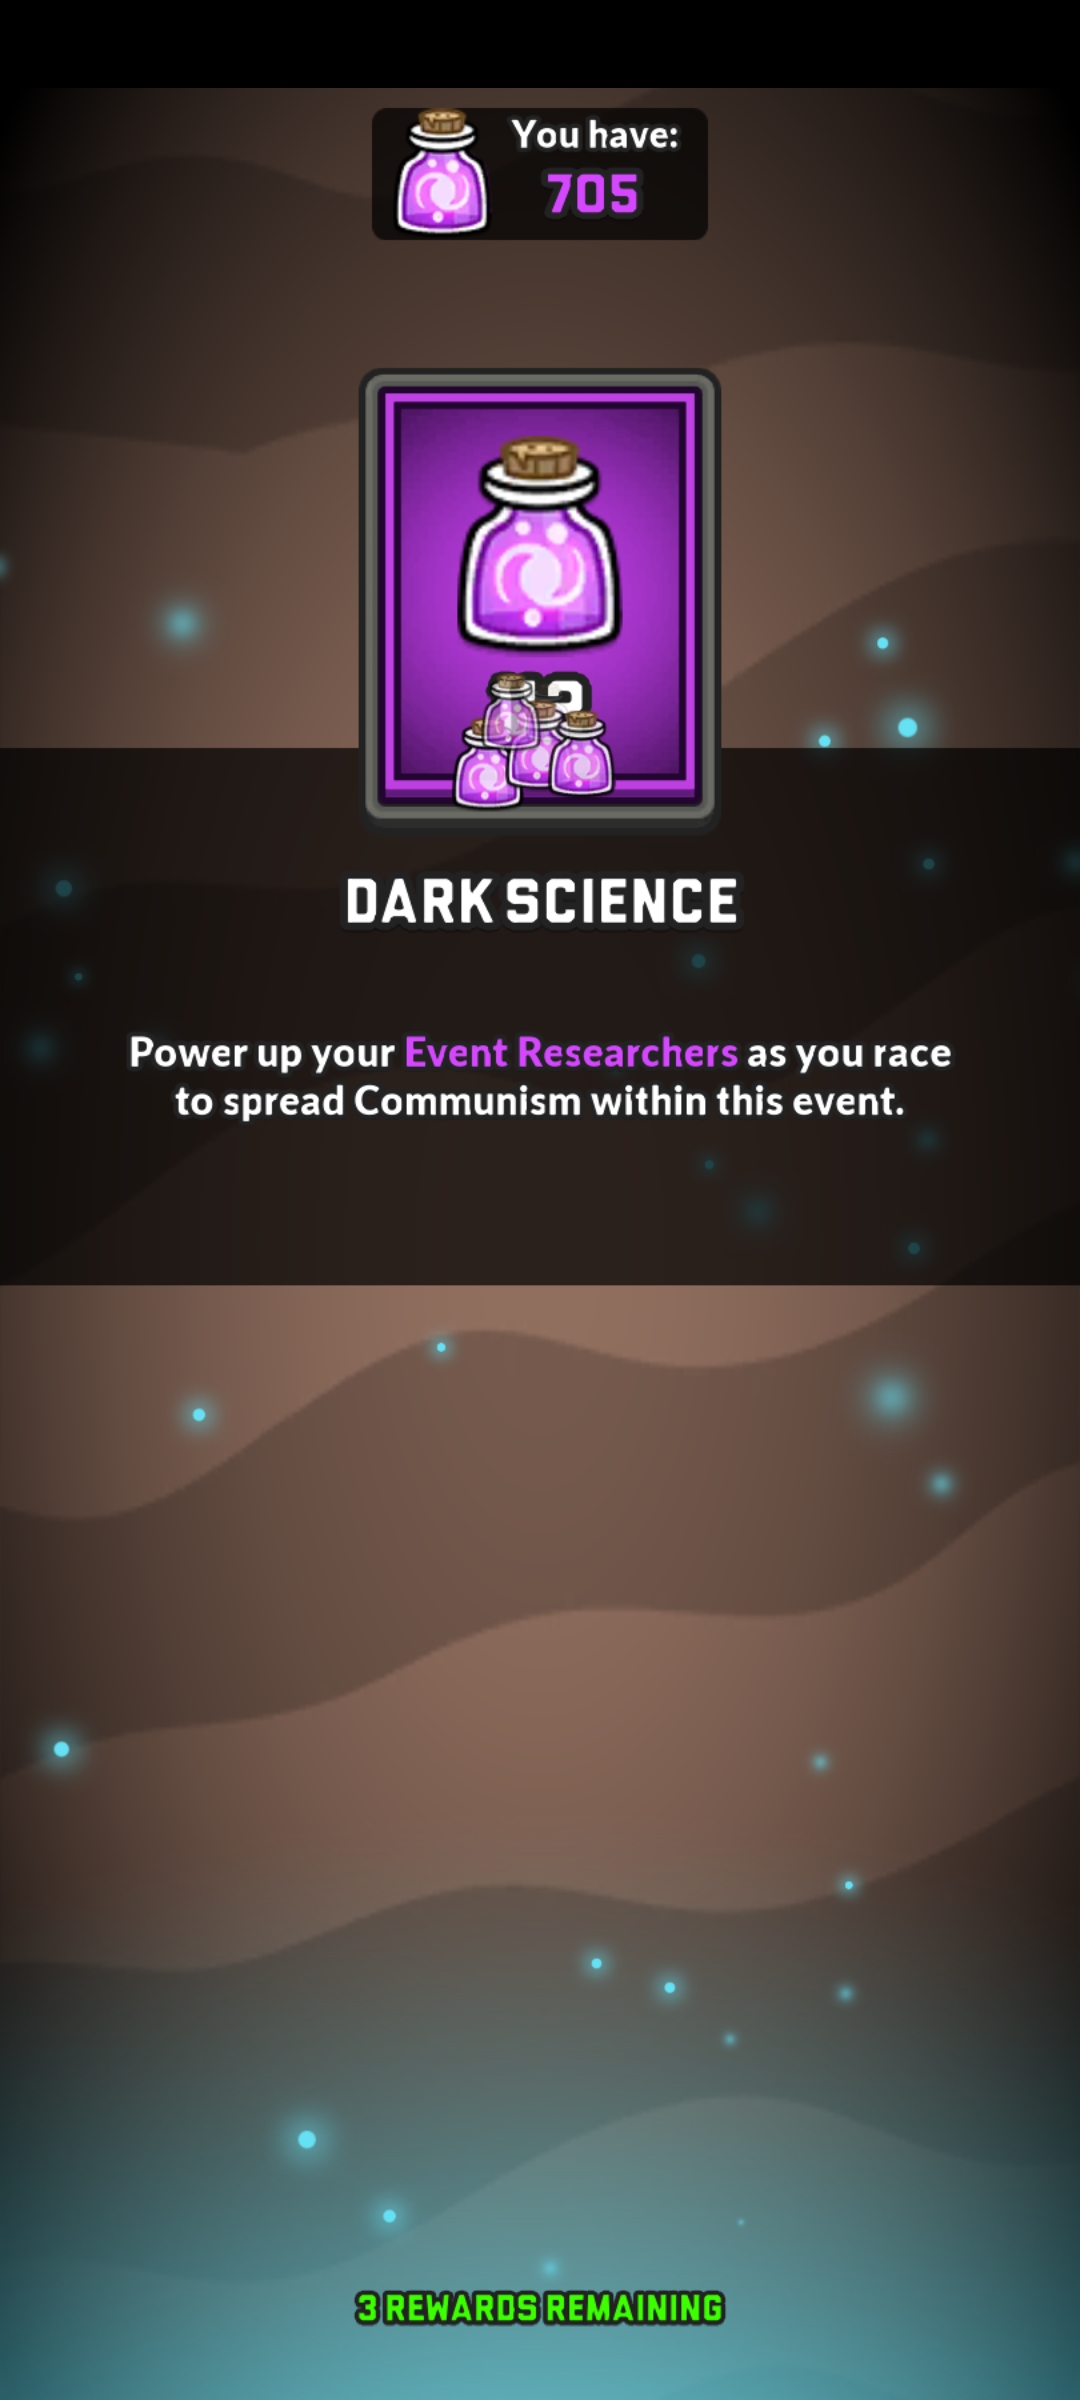 You have:
705
DARK SCIENCE
Power up your Event Researchers as you race
to spread Communism within this event.
3 REWARDS REMAINING